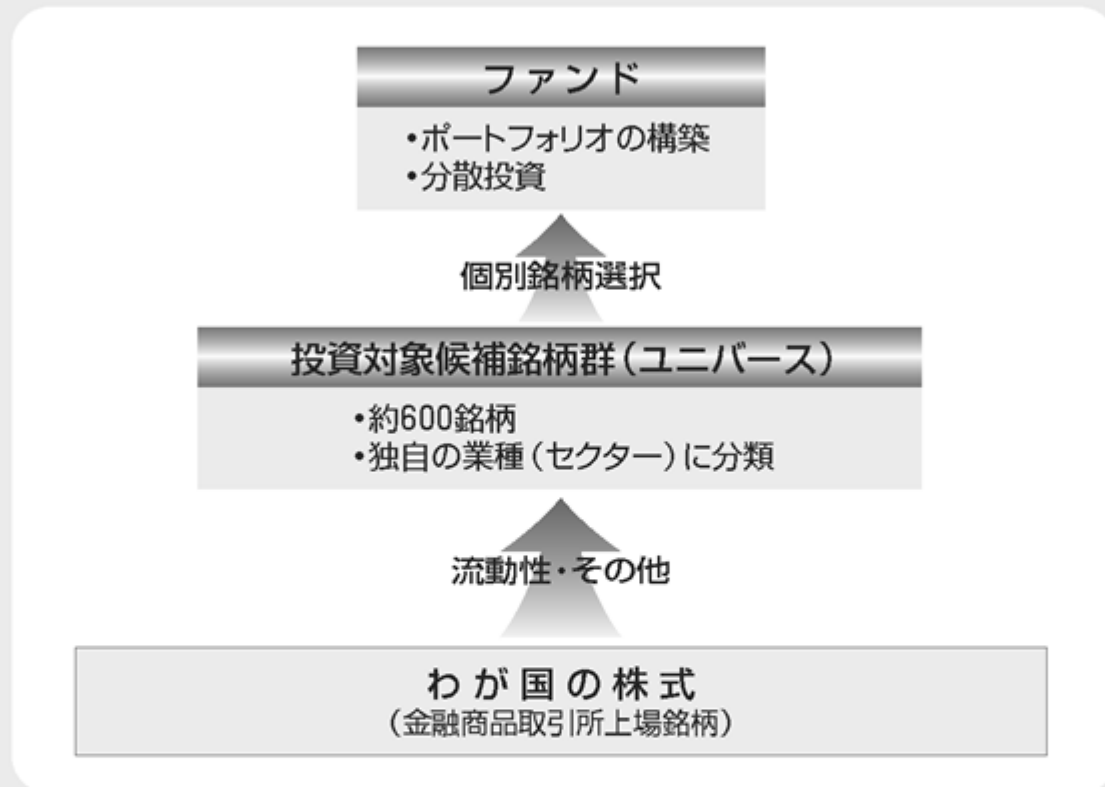 ファンド
・ポートフォリオの構築
・分散投資
個別銘柄選択
投資対象候補銘柄群(ユニバース)
・約600銘柄
・独自の業種(セクター)に分類
流動性・その他
わが国の株式
(金融商品取引所上場銘柄)